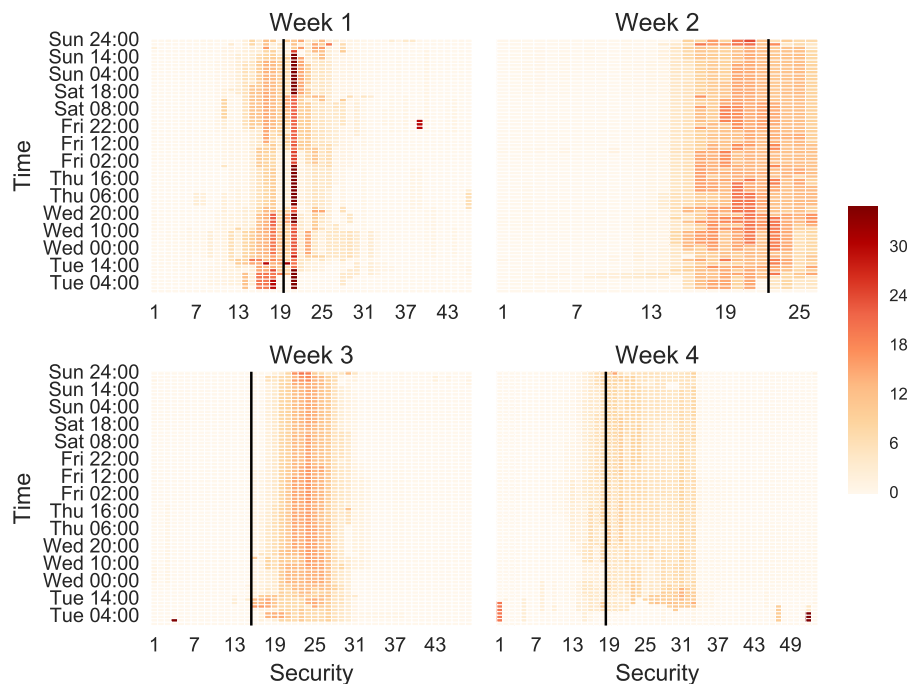 Week 1
Week 2
Time
Sun 24:00
Sun 14:00
Sun 04:00
Sat 18:00
Sat 08:00
Fri 22:00
Fri 12:00
Fri 02:00
Thu 16:00
Thu 06:00
Wed 20:00
Wed 10:00
Wed 00:00
Tue 14:00
Tue 04:00
1 7 13 19 25 31 37 43
1 7 13 19 25
30
24
18
12
6
0
Week 3
Week 4
Time
Sun 24:00
Sun 14:00
Sun 04:00
Sat 18:00
Sat 08:00
Fri 22:00
Fri 12:00
Fri 02:00
Thu 16:00
Thu 06:00
Wed 20:00
Wed 10:00
Wed 00:00
Tue 14:00
Tue 04:00
1 7 13 19 25 31 37 43
1 7 13 19 25 31 37 43 49
Security
Security